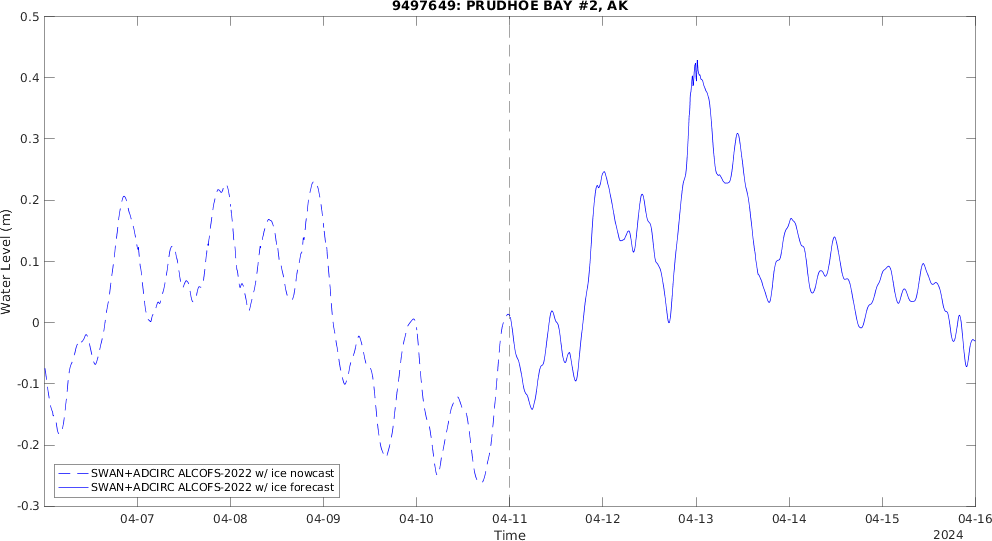 9497649: PRUDHOE BAY #2, AK
0.5
0.4
0.3
0.2
0.1
0
-0.1
-0.2
-0.3
Water Level (m)
SWAN+ADCIRC ALCOFS-2022 w/ ice nowcast
SWAN+ADCIRC ALCOFS-2022 w/ ice forecast
04-07 04-08 04-09 04-10 04-11 04-12 04-13 04-14 04-15 04-16
Time
2024